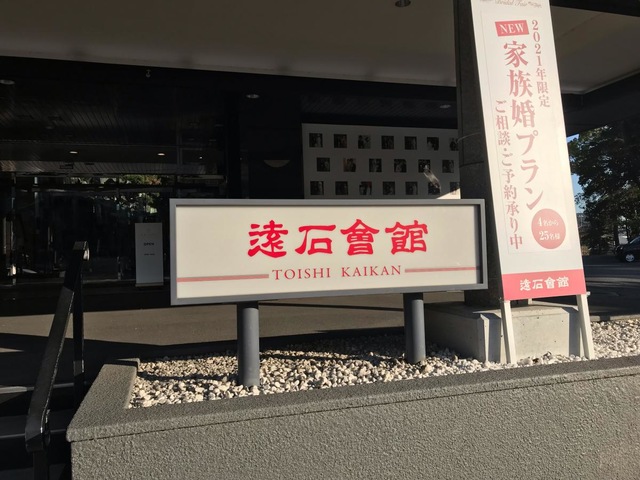 遠石會館
TOISHI KAIKAN
NEW
2021年限定
家族婚プラン
ご相談・ご予約承り中
4名から
25名様
遠石會館